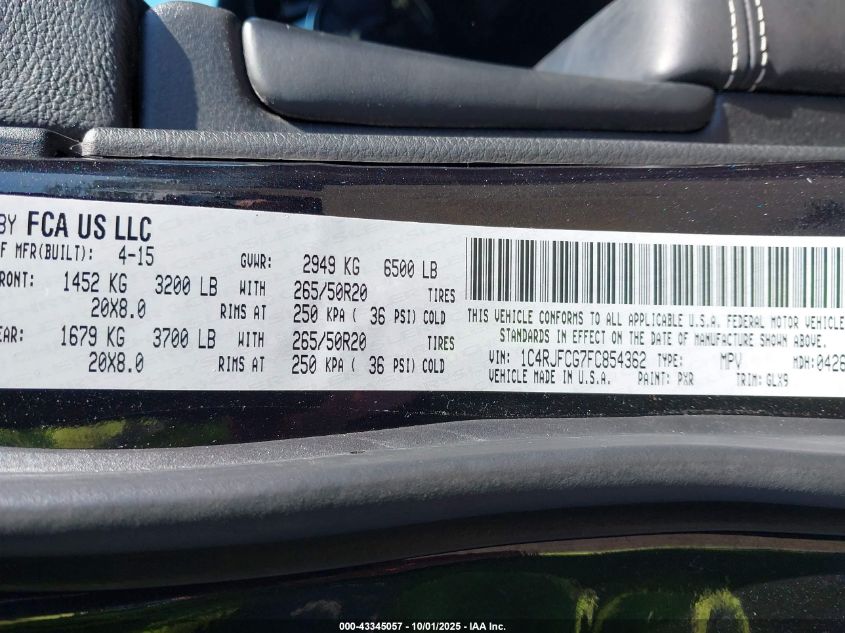 BY FCA US LLC
F MFR(BUILT): 4-15 GVWR: 2949 KG 6500 LB
FRONT: 1452 KG 3200 LB WITH 265/50R20 TIRES
20X8.0 RIMS AT 250 KPA ( 36 PSI) COLD
EAR: 1679 KG 3700 LB WITH 265/50R20 TIRES
20X8.0 RIMS AT 250 KPA ( 36 PSI) COLD
THIS VEHICLE CONFORMS TO ALL APPLICABLE U.S.A. FEDERAL MOTOR VEHICLE
STANDARDS IN EFFECT ON THE DATE OF MANUFACTURE SHOWN ABOVE.
VIN: 1C4RJFCG7FC854362 TYPE: MPV MDH:0426
VEHICLE MADE IN U.S.A. PAINT: PXR TRIM: GLX9
000-43345057 - 10/01/2025 - IAA Inc.